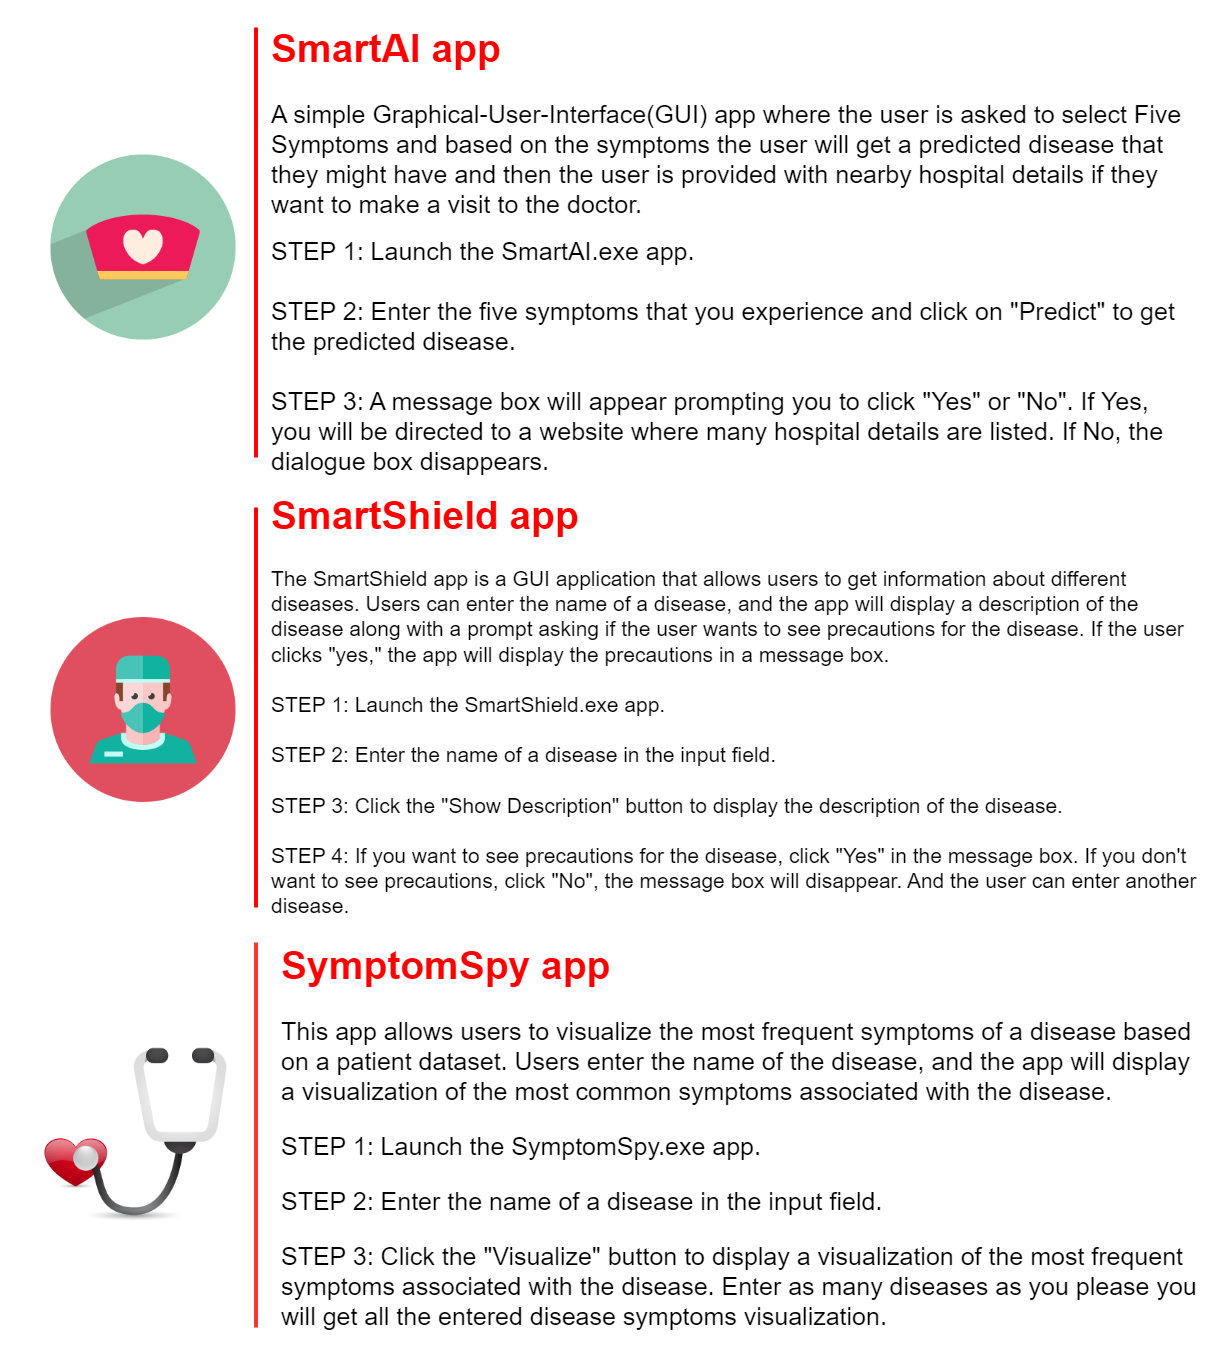 SmartAI app
A simple Graphical-User-Interface(GUI) app where the user is asked to select Five
Symptoms and based on the symptoms the user will get a predicted disease that
they might have and then the user is provided with nearby hospital details if they
want to make a visit to the doctor.
STEP 1: Launch the SmartAI.exe app.
STEP 2: Enter the five symptoms that you experience and click on "Predict" to get
the predicted disease.
STEP 3: A message box will appear prompting you to click "Yes" or "No". If Yes,
you will be directed to a website where many hospital details are listed. If No, the
dialogue box disappears.
SmartShield app
The SmartShield app is a GUI application that allows users to get information about different
diseases. Users can enter the name of a disease, and the app will display a description of the
disease along with a prompt asking if the user wants to see precautions for the disease. If the user
clicks "yes," the app will display the precautions in a message box.
STEP 1: Launch the SmartShield.exe app.
STEP 2: Enter the name of a disease in the input field.
STEP 3: Click the "Show Description" button to display the description of the disease.
STEP 4: If you want to see precautions for the disease, click "Yes" in the message box. If you don't
want to see precautions, click "No", the message box will disappear. And the user can enter another
disease.
SymptomSpy app
This app allows users to visualize the most frequent symptoms of a disease based
on a patient dataset. Users enter the name of the disease, and the app will display
a visualization of the most common symptoms associated with the disease.
STEP 1: Launch the SymptomSpy.exe app.
STEP 2: Enter the name of a disease in the input field.
STEP 3: Click the "Visualize" button to display a visualization of the most frequent
symptoms associated with the disease. Enter as many diseases as you please you
will get all the entered disease symptoms visualization.